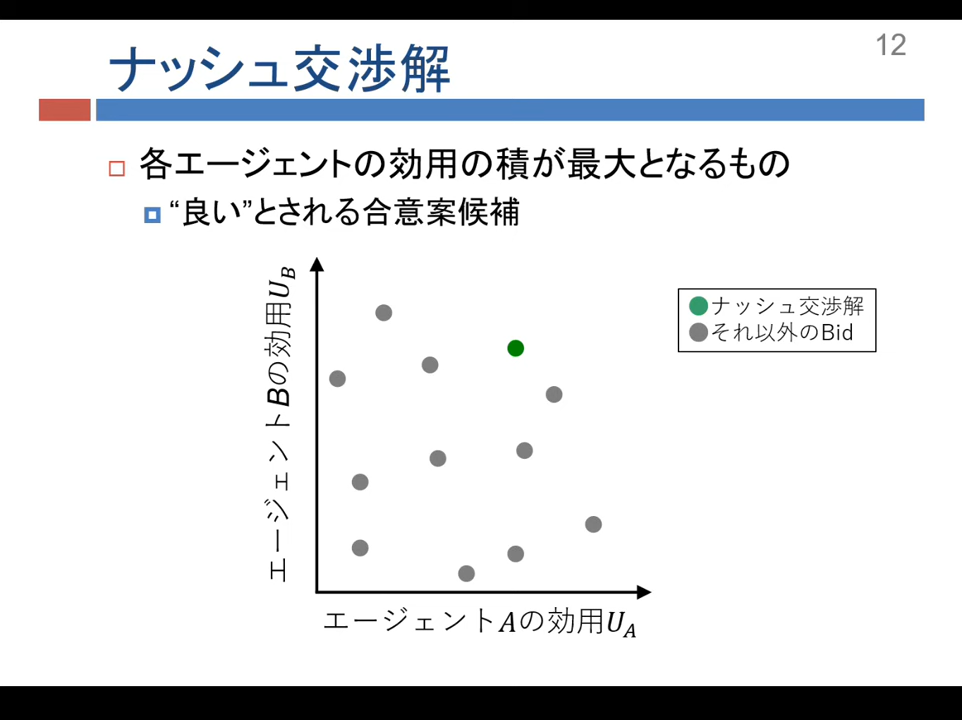 12
ナッシュ交渉解
各エージェントの効用の積が最大となるもの
“良い”とされる合意案候補
エージェントBの効用U_B
ナッシュ交渉解
それ以外のBid
エージェントAの効用U_A